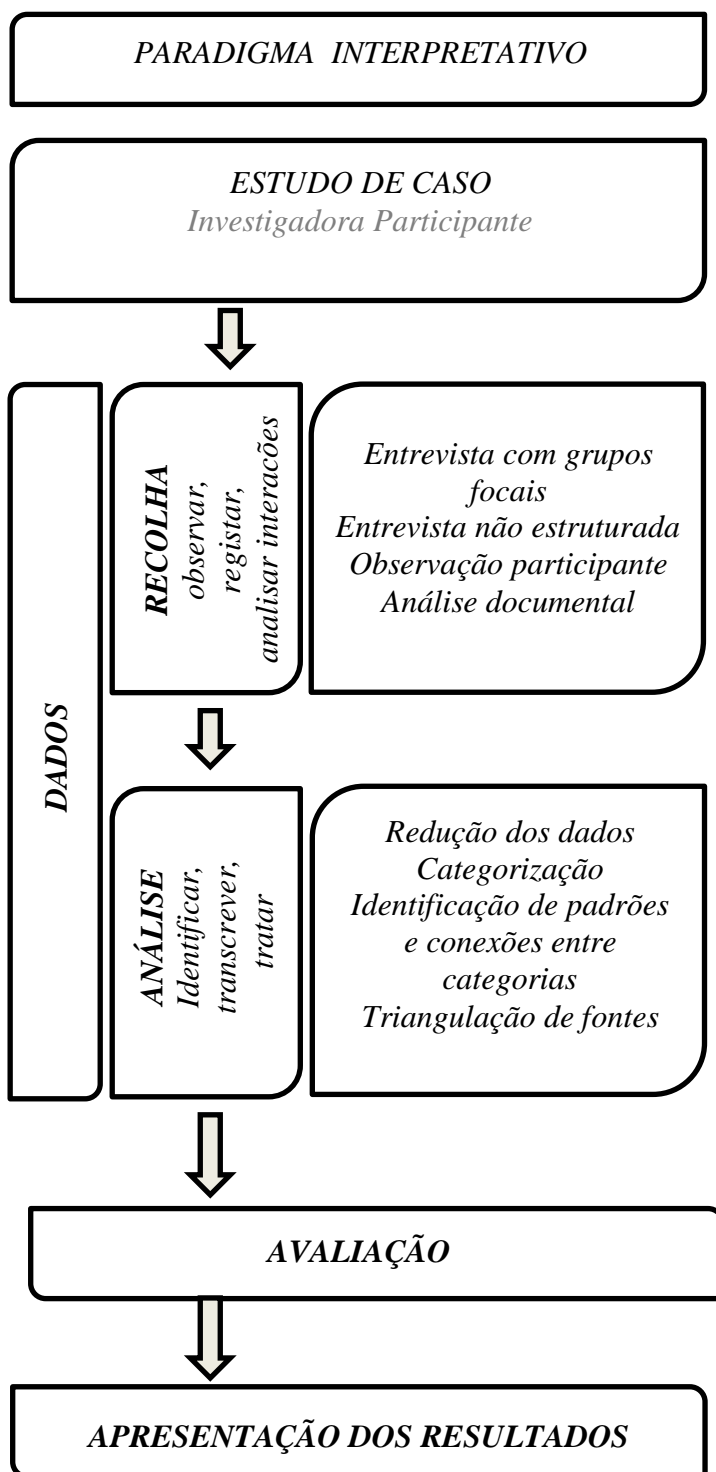 PARADIGMA INTERPRETATIVO
ESTUDO DE CASO
Investigadora Participante
DADOS
RECOLHA
observar,
registar,
analisar interacões
Entrevista com grupos
focais
Entrevista não estruturada
Observação participante
Análise documental
ANÁLISE
Identificar,
transcrever,
tratar
Redução dos dados
Categorização
Identificação de padrões
e conexões entre
categorias
Triangulação de fontes
AVALIAÇÃO
APRESENTAÇÃO DOS RESULTADOS